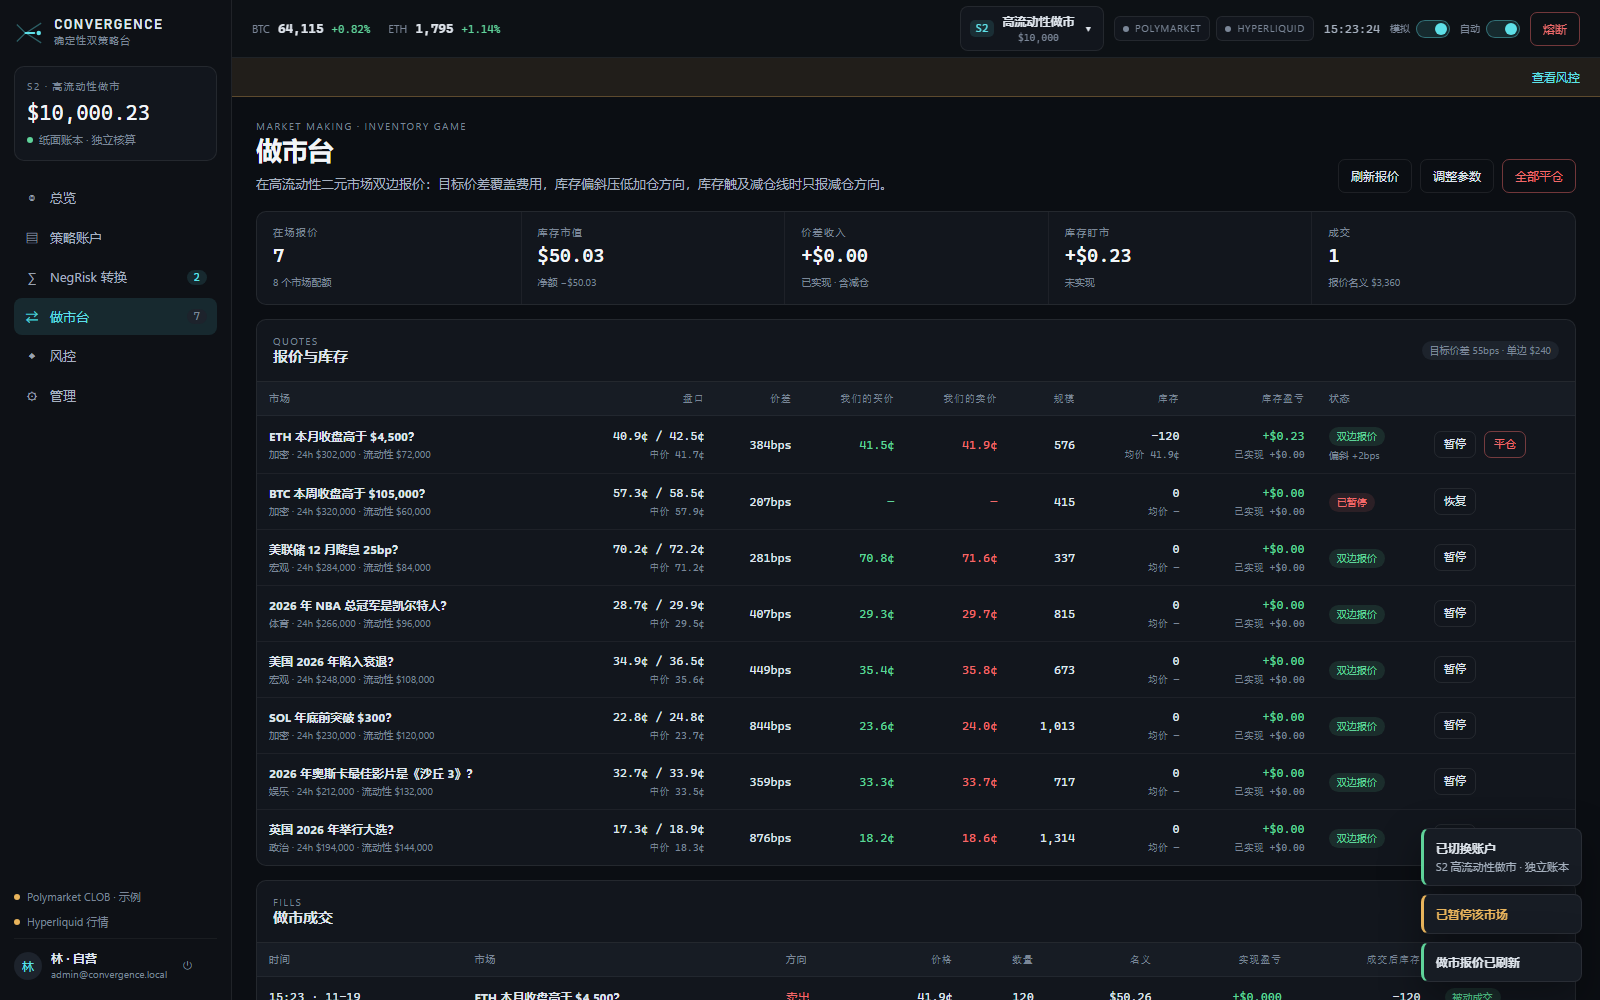 CONVERGENCE
确定性双策略台
BTC 64,115 +0.82% ETH 1,795 +1.14%
S2 高流动性做市 $10,000 ▾
POLYMARKET
HYPERLIQUID
15:23:24 模拟 自动 熔断
查看风控
S2 · 高流动性做市
$10,000.23
纸面账本 · 独立核算
总览
策略账户
∑ NegRisk 转换 2
做市台 7
风控
管理
Polymarket CLOB · 示例
Hyperliquid 行情
林 林 · 自营
admin@convergence.local
MARKET MAKING · INVENTORY GAME
做市台
在高流动性二元市场双边报价：目标价差覆盖费用，库存偏斜压低加仓方向，库存触及减仓线时只报减仓方向。
刷新报价 调整参数 全部平仓
在场报价
7
8 个市场配额
库存市值
$50.03
净额 −$50.03
价差收入
+$0.00
已实现 · 含减仓
库存盯市
+$0.23
未实现
成交
1
报价名义 $3,360
QUOTES
报价与库存
目标价差 55bps · 单边 $240
市场 盘口 价差 我们的买价 我们的卖价 规模 库存 库存盈亏 状态
ETH 本月收盘高于 $4,500? 40.9¢ / 42.5¢ 384bps 41.5¢ 41.9¢ 576 −120 +$0.23 双边报价 暂停 平仓
加密 · 24h $302,000 · 流动性 $72,000 中价 41.7¢ 均价 41.9¢ 已实现 +$0.00 偏斜 +2bps
BTC 本周收盘高于 $105,000? 57.3¢ / 58.5¢ 207bps — — 415 0 +$0.00 已暂停 恢复
加密 · 24h $320,000 · 流动性 $60,000 中价 57.9¢ 均价 — 已实现 +$0.00
美联储 12 月降息 25bp? 70.2¢ / 72.2¢ 281bps 70.8¢ 71.6¢ 337 0 +$0.00 双边报价 暂停
宏观 · 24h $284,000 · 流动性 $84,000 中价 71.2¢ 均价 — 已实现 +$0.00
2026 年 NBA 总冠军是凯尔特人? 28.7¢ / 29.9¢ 407bps 29.3¢ 29.7¢ 815 0 +$0.00 双边报价 暂停
体育 · 24h $266,000 · 流动性 $96,000 中价 29.5¢ 均价 — 已实现 +$0.00
美国 2026 年陷入衰退? 34.9¢ / 36.5¢ 449bps 35.4¢ 35.8¢ 673 0 +$0.00 双边报价 暂停
宏观 · 24h $248,000 · 流动性 $108,000 中价 35.6¢ 均价 — 已实现 +$0.00
SOL 年底前突破 $300? 22.8¢ / 24.8¢ 844bps 23.6¢ 24.0¢ 1,013 0 +$0.00 双边报价 暂停
加密 · 24h $230,000 · 流动性 $120,000 中价 23.7¢ 均价 — 已实现 +$0.00
2026 年奥斯卡最佳影片是《沙丘 3》? 32.7¢ / 33.9¢ 359bps 33.3¢ 33.7¢ 717 0 +$0.00 双边报价 暂停
娱乐 · 24h $212,000 · 流动性 $132,000 中价 33.5¢ 均价 — 已实现 +$0.00
英国 2026 年举行大选? 17.3¢ / 18.9¢ 876bps 18.2¢ 18.6¢ 1,314 0 +$0.00 双边报价
政治 · 24h $194,000 · 流动性 $144,000 中价 18.3¢ 均价 — 已实现 +$0.00
FILLS
做市成交
时间 市场 方向 价格 数量 名义 实现盈亏 成交后库存
15:23 · 11-19 ETH 本月收盘高于 $4,500? 卖出 41.9¢ 120 $50.26 +$0.000 −120 被动成交
已切换账户
S2 高流动性做市 · 独立账本
已暂停该市场
做市报价已刷新